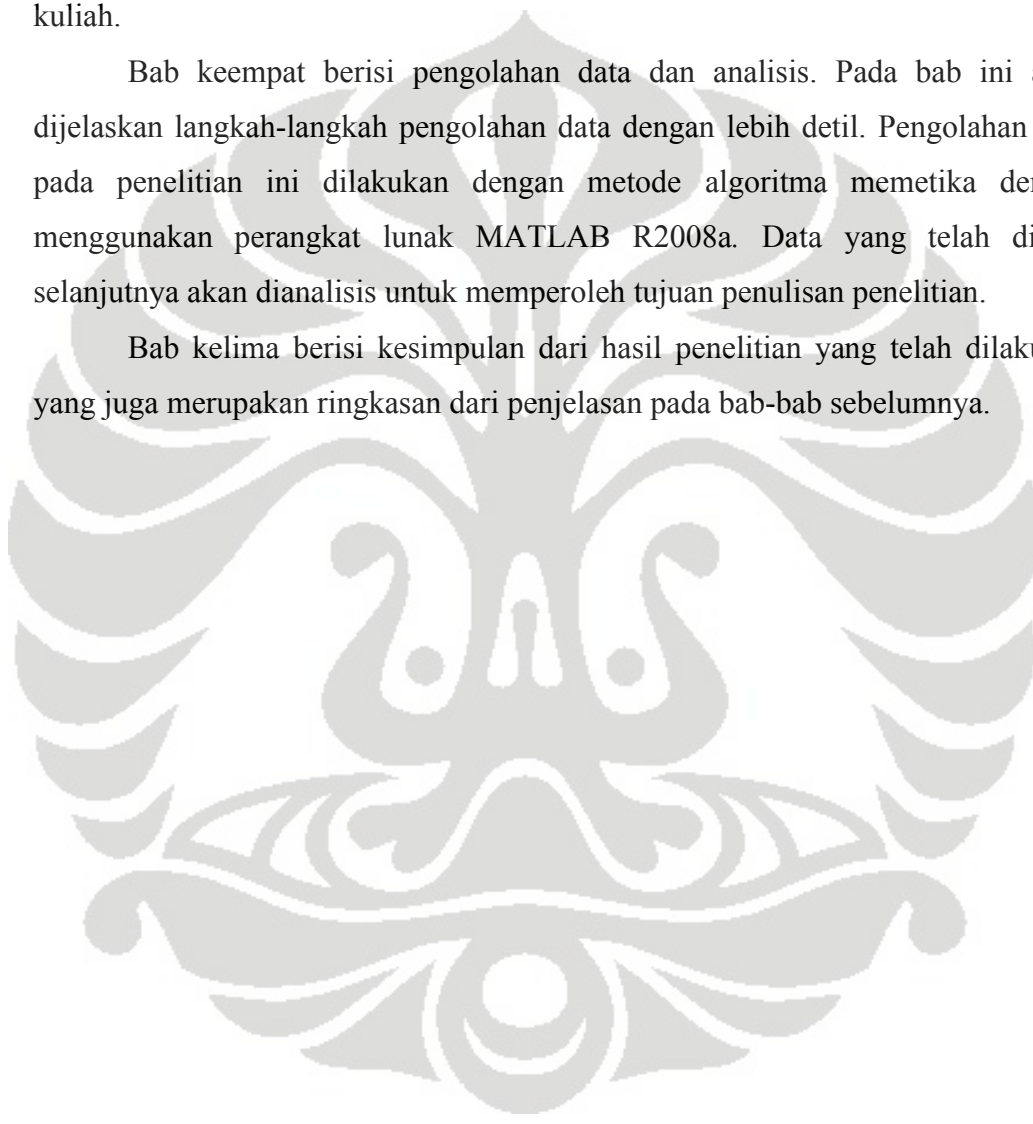 kuliah.
Bab keempat berisi pengolahan data dan analisis. Pada bab ini
dijelaskan langkah-langkah pengolahan data dengan lebih detil. Pengolahan
pada penelitian ini dilakukan dengan metode algoritma memetika
menggunakan perangkat lunak MATLAB R2008a. Data yang telah
selanjutnya akan dianalisis untuk memperoleh tujuan penulisan penelitian.
Bab kelima berisi kesimpulan dari hasil penelitian yang telah
yang juga merupakan ringkasan dari penjelasan pada bab-bab sebelumnya.